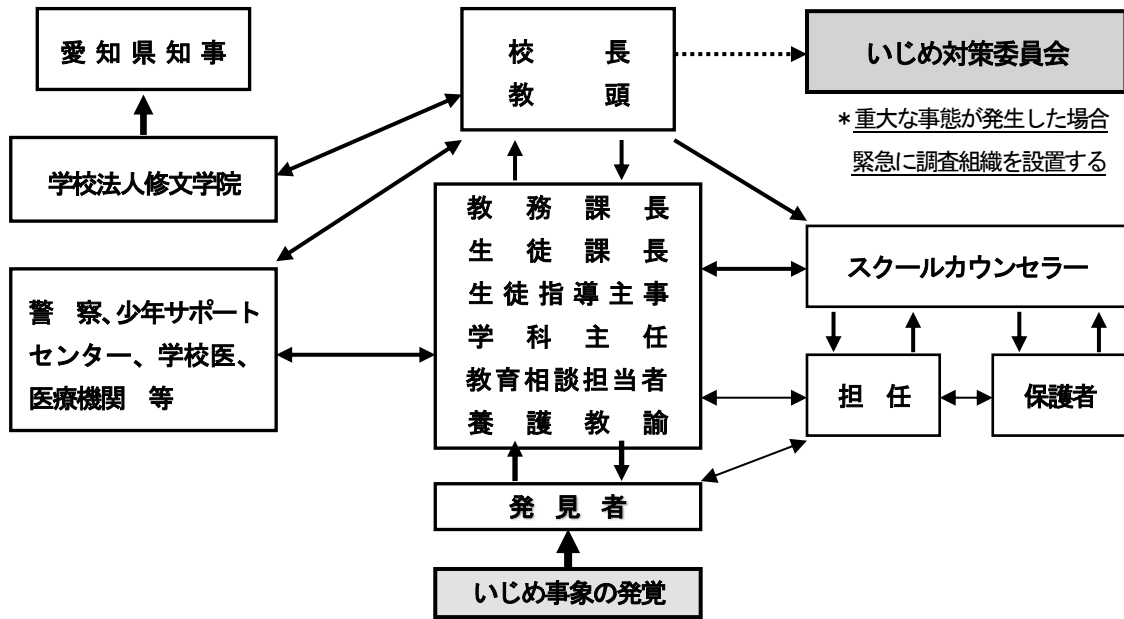 愛知県知事
校長
教頭
いじめ対策委員会
*重大な事態が発生した場合
緊急に調査組織を設置する
学校法人修文学院
教務課長
生徒課長
生徒指導主事
学科主任
教育相談担当者
養護教諭
スクールカウンセラー
警　察、少年サポート
センター、学校医、
医療機関　等
担　任
保護者
発見者
いじめ事象の発覚